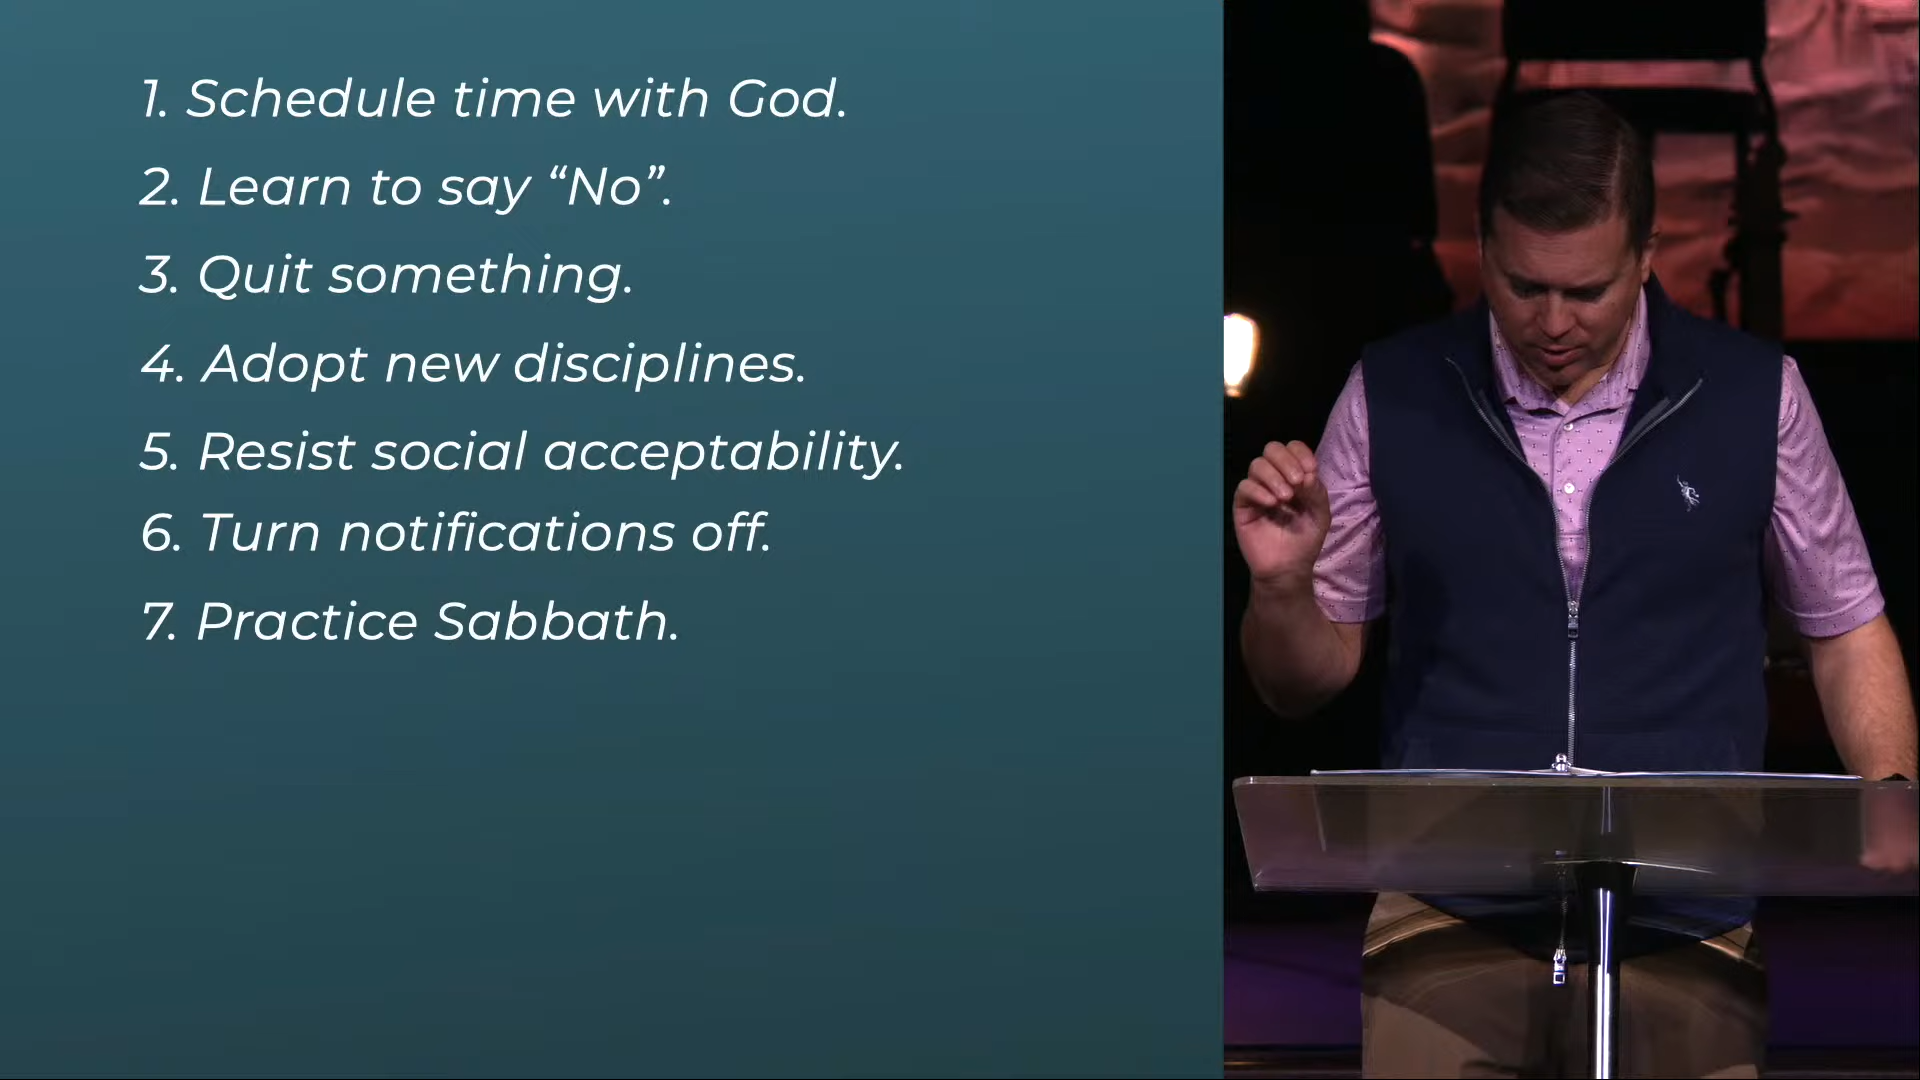 1. Schedule time with God.
2. Learn to say “No”.
3. Quit something.
4. Adopt new disciplines.
5. Resist social acceptability.
6. Turn notifications off.
7. Practice Sabbath.